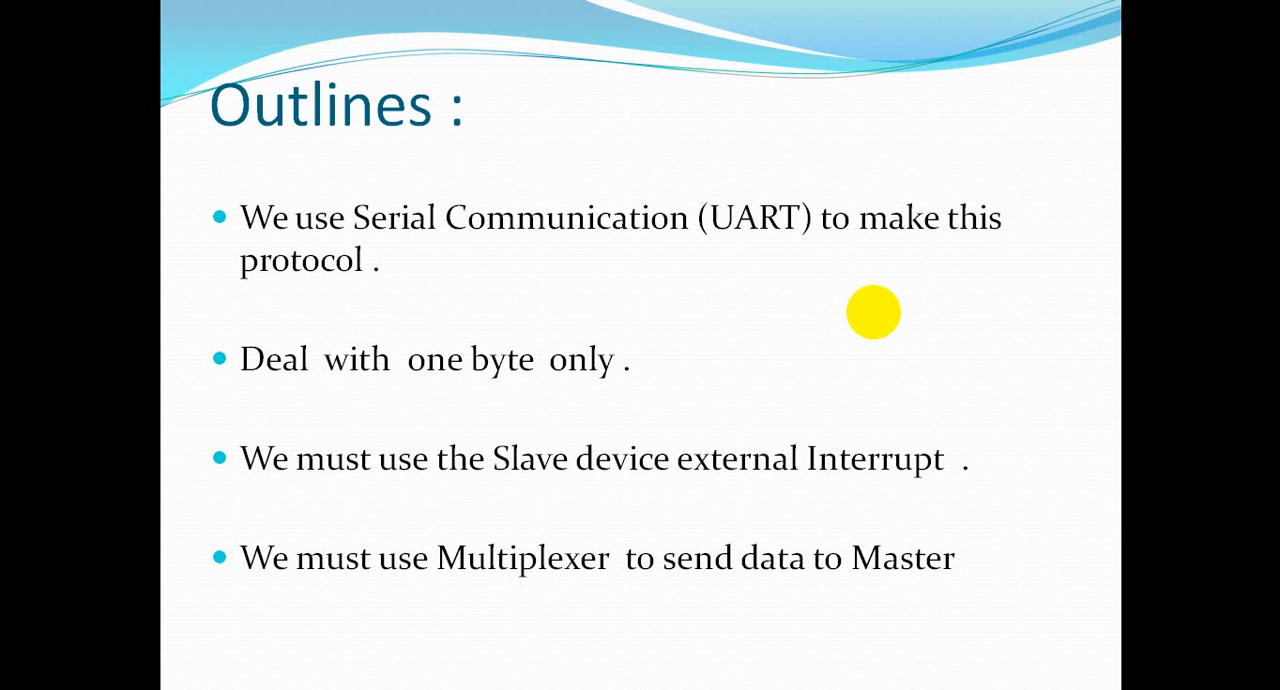 Outlines :
We use Serial Communication (UART) to make this
protocol .
Deal with one byte only .
We must use the Slave device external Interrupt .
We must use Multiplexer to send data to Master